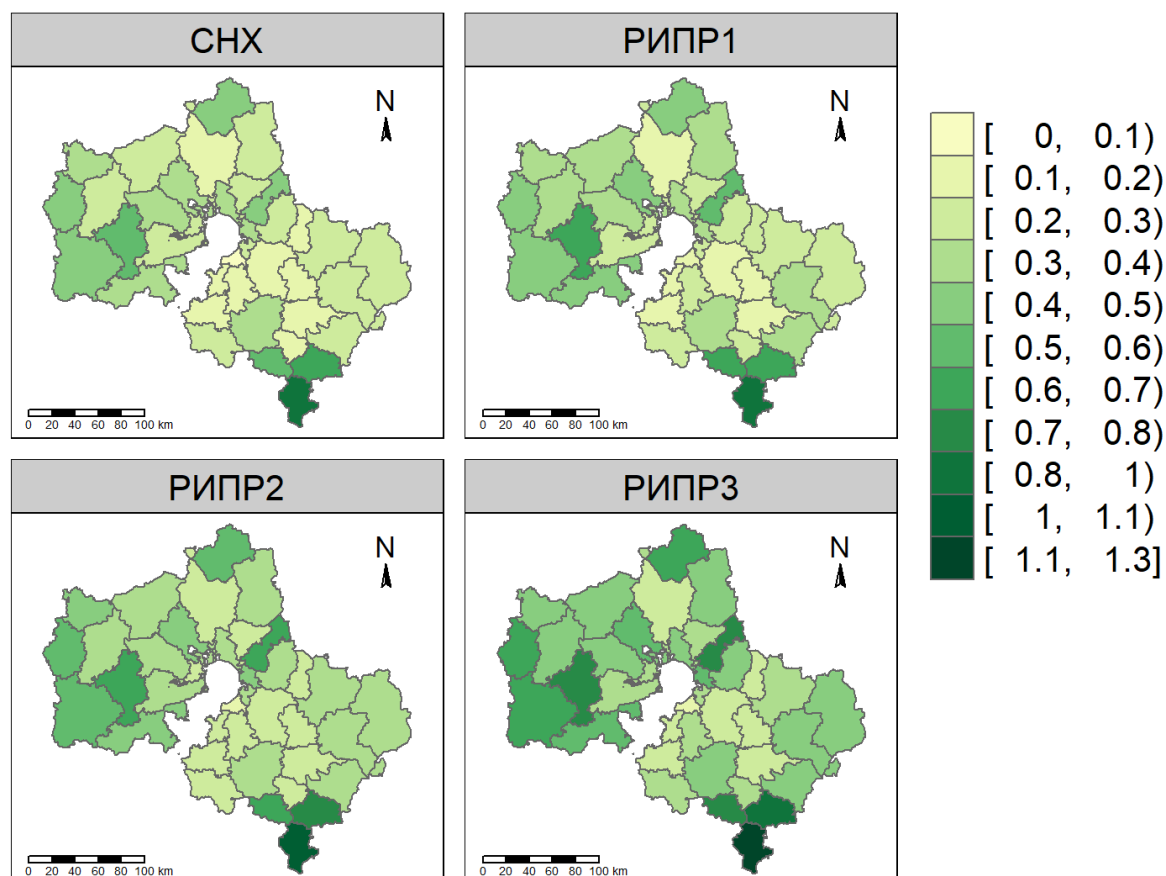 СНХ
РИПР1
N
N
0 20 40 60 80 100 km
0 20 40 60 80 100 km
РИПР2
РИПР3
N
N
0 20 40 60 80 100 km
0 20 40 60 80 100 km
[ 0, 0.1)
[ 0.1, 0.2)
[ 0.2, 0.3)
[ 0.3, 0.4)
[ 0.4, 0.5)
[ 0.5, 0.6)
[ 0.6, 0.7)
[ 0.7, 0.8)
[ 0.8, 1)
[ 1, 1.1)
[ 1.1, 1.3]